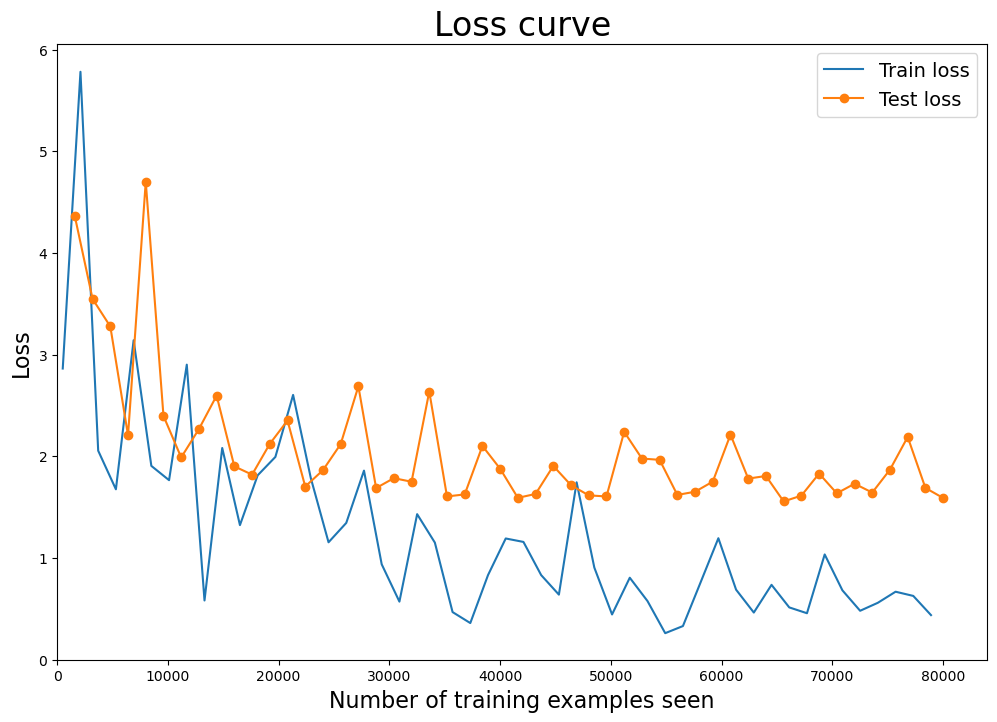 Loss curve
Train loss
Test loss
6
5
4
3
2
1
0
Loss
0 10000 20000 30000 40000 50000 60000 70000 80000
Number of training examples seen